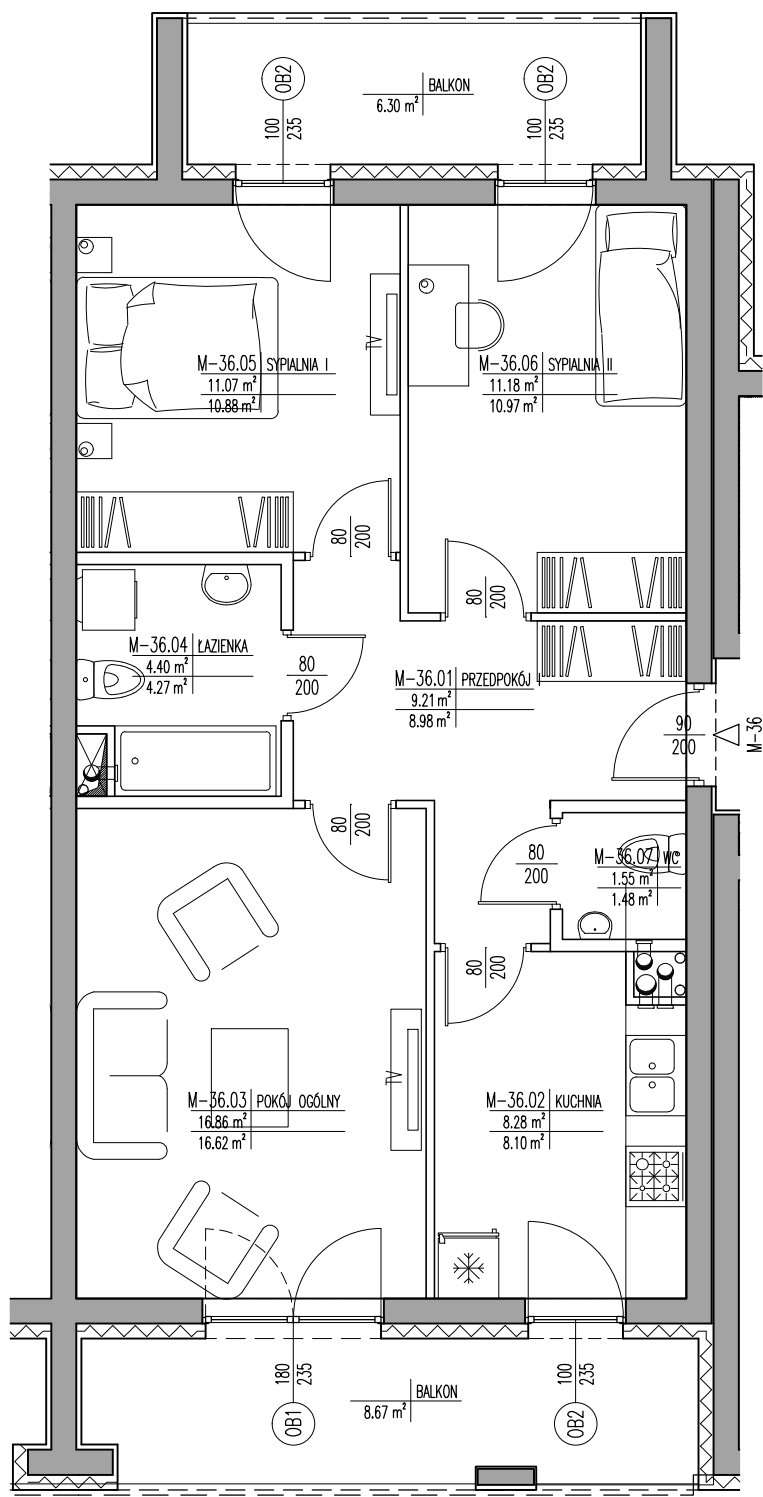 OB2
100
235
BALKON
6.30 m²
OB2
100
235
M-36.05 SYPIALNIA I
11.07 m²
10.88 m²
TV
M-36.06 SYPIALNIA II
11.18 m²
10.97 m²
80
200
80
200
M-36.04 ŁAZIENKA
4.40 m²
4.27 m²
80
200
M-36.01 PRZEDPOKÓJ
9.21 m²
8.98 m²
90
200
M-36
80
200
80
200
M-36.07 WC
1.55 m²
1.48 m²
80
200
TV
M-36.03 POKÓJ OGÓLNY
16.86 m²
16.62 m²
M-36.02 KUCHNIA
8.28 m²
8.10 m²
180
235
OB1
BALKON
8.67 m²
100
235
OB2